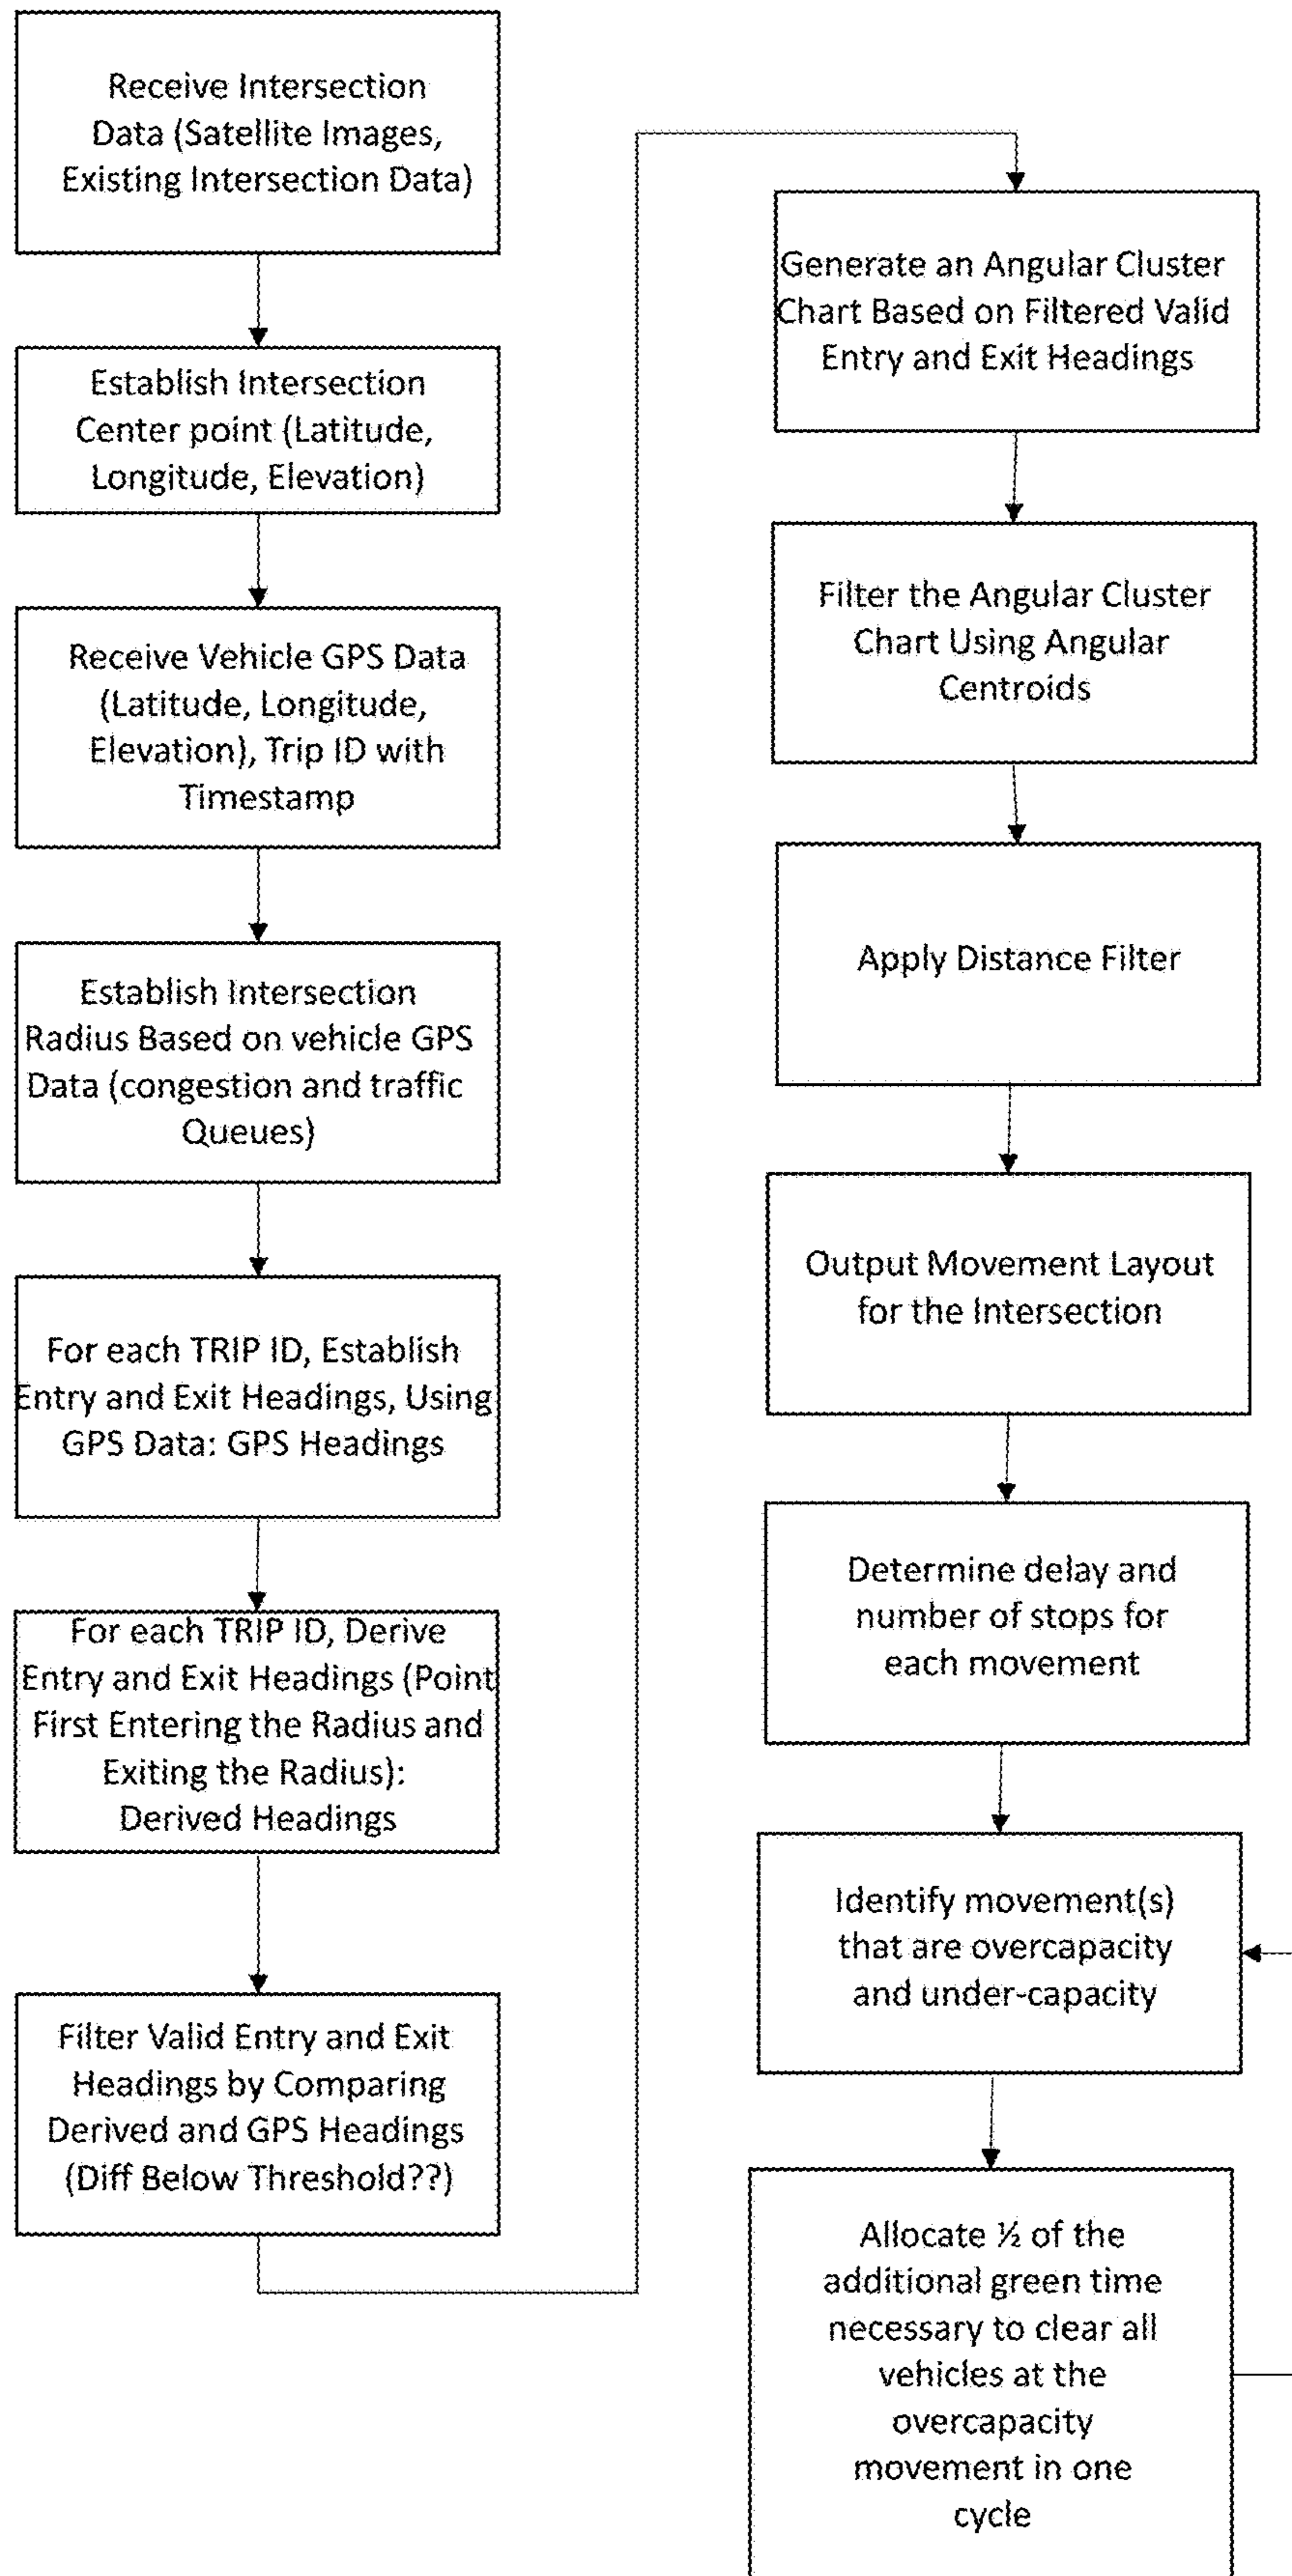 Receive Intersection
Data (Satellite Images,
Existing Intersection Data)
Establish Intersection
Center point (Latitude,
Longitude, Elevation)
Receive Vehicle GPS Data
(Latitude, Longitude,
Elevation), Trip ID with
Timestamp
Establish Intersection
Radius Based on vehicle GPS
Data (congestion and traffic
Queues)
For each TRIP ID, Establish
Entry and Exit Headings, Using
GPS Data: GPS Headings
For each TRIP ID, Derive
Entry and Exit Headings (Point
First Entering the Radius and
Exiting the Radius):
Derived Headings
Filter Valid Entry and Exit
Headings by Comparing
Derived and GPS Headings
(Diff Below Threshold??)
Generate an Angular Cluster
Chart Based on Filtered Valid
Entry and Exit Headings
Filter the Angular Cluster
Chart Using Angular
Centroids
Apply Distance Filter
Output Movement Layout
for the Intersection
Determine delay and
number of stops for
each movement
Identify movement(s)
that are overcapacity
and under-capacity
Allocate ½ of the
additional green time
necessary to clear all
vehicles at the
overcapacity
movement in one
cycle